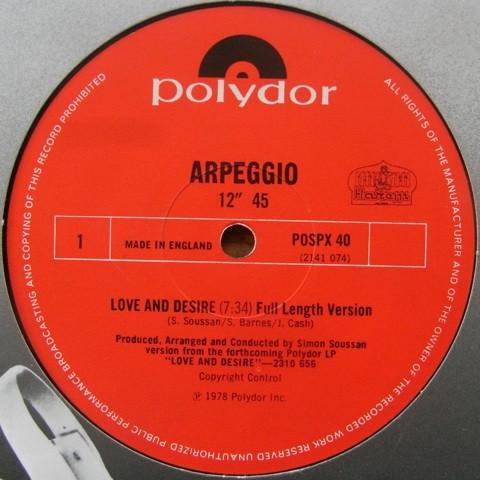 polydor
ARPEGGIO
12" 45
Harem
1
MADE IN ENGLAND
POSPX 40
(2141 074)
LOVE AND DESIRE (7:34) Full Length Version
(S. Soussan/S. Barnes/J. Cash)
Produced, Arranged and Conducted by Simon Soussan
version from the forthcoming Polydor LP
"LOVE AND DESIRE"—2310 656
Copyright Control
℗ 1978 Polydor Inc.
ALL RIGHTS OF THE MANUFACTURER AND OF THE OWNER OF THE RECORDED WORK RESERVED UNAUTHORIZED PUBLIC PERFORMANCE BROADCASTING AND COPYING OF THIS RECORD PROHIBITED